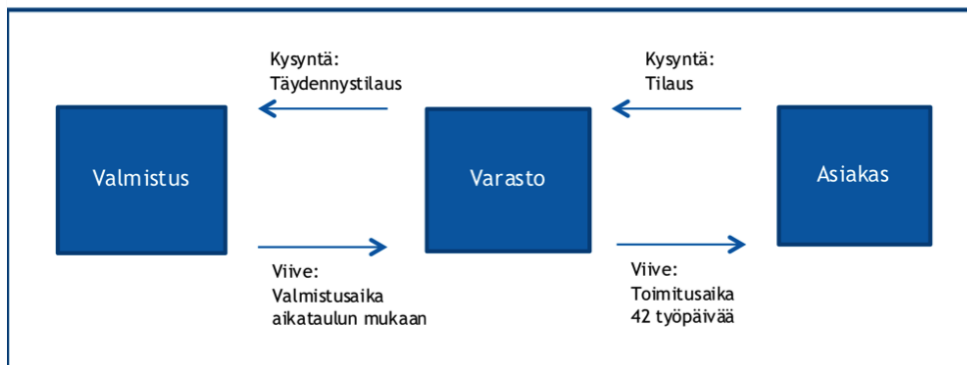 Kysyntä:
Täydennystilaus
Kysyntä:
Tilaus
Valmistus
Varasto
Asiakas
Viive:
Valmistusaika
aikataulun mukaan
Viive:
Toimitusaika
42 työpäivää